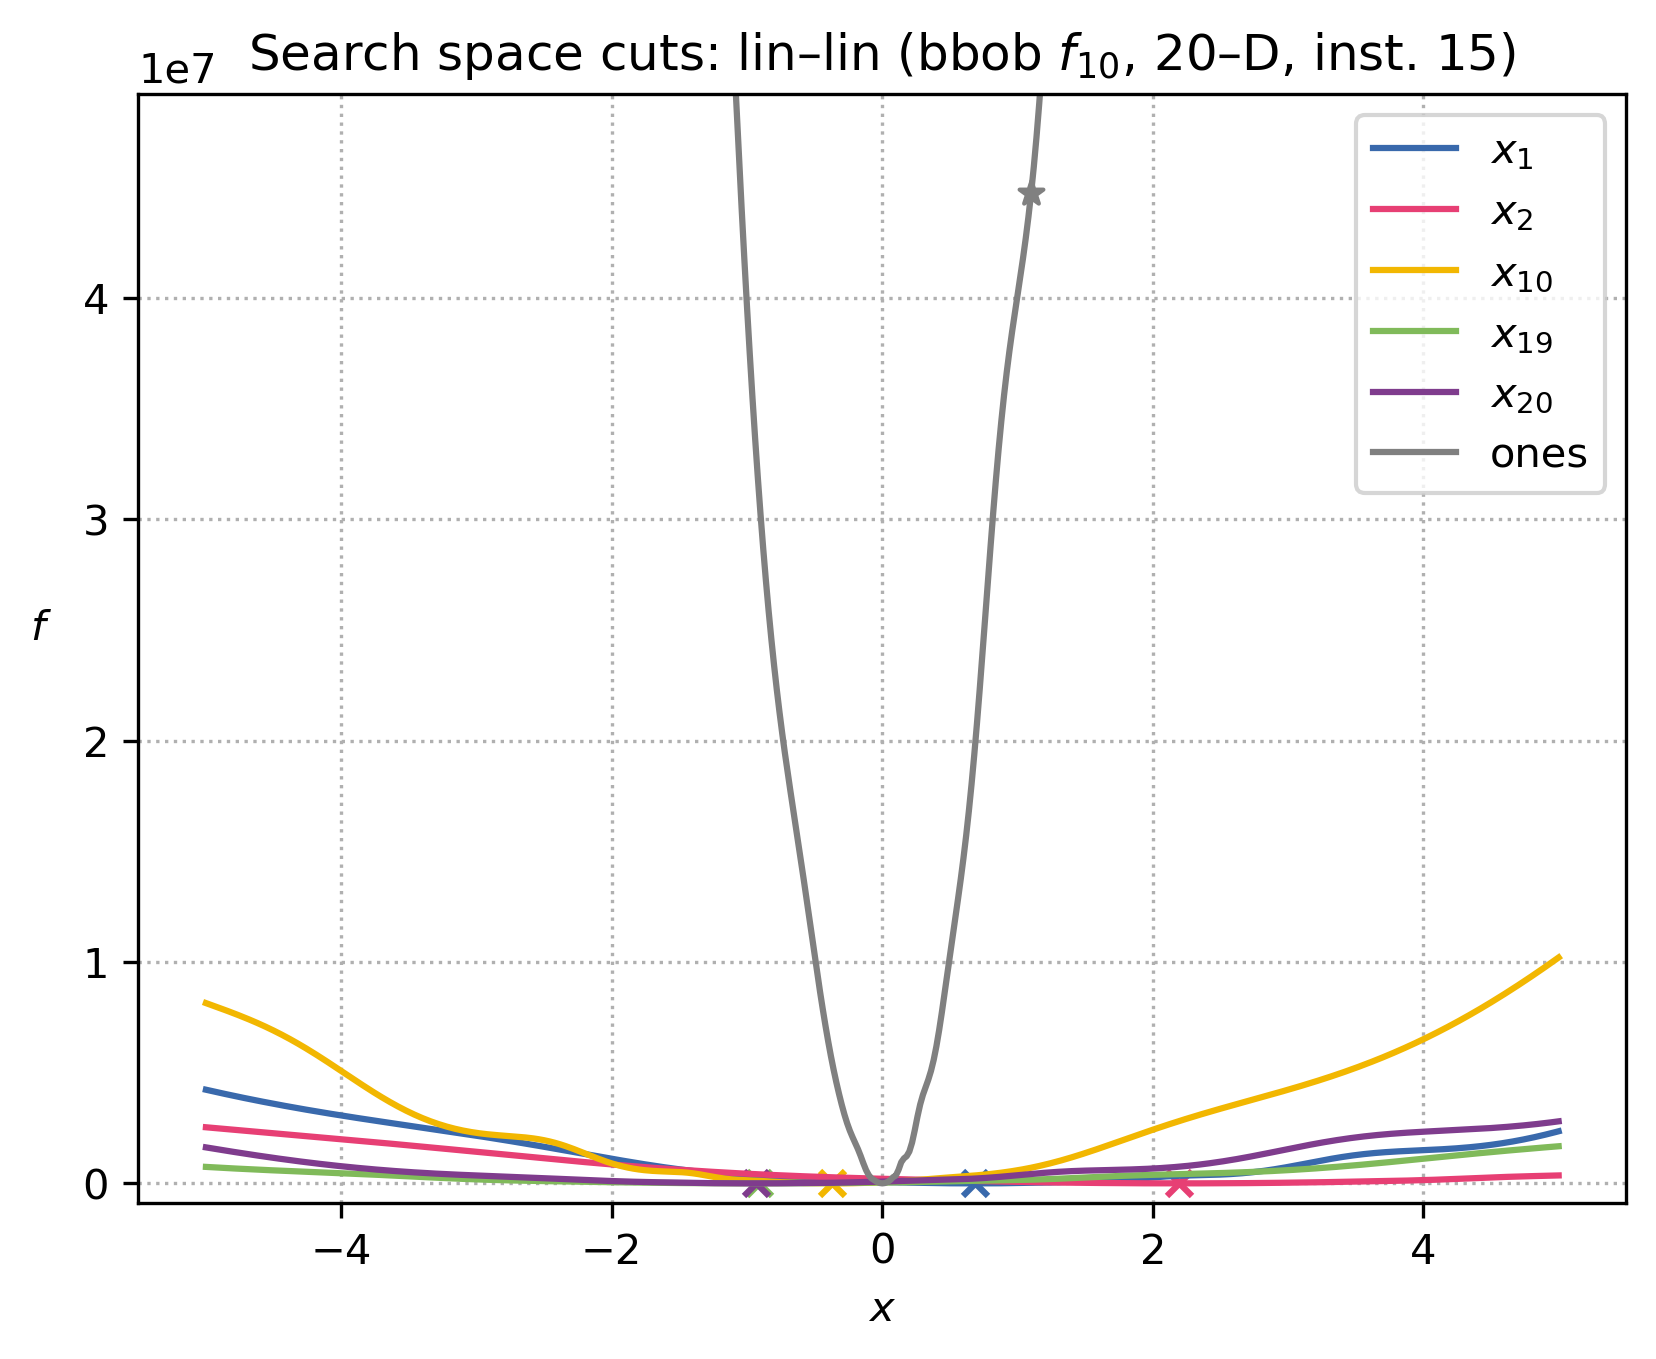 Search space cuts: lin–lin (bbob f₁₀, 20–D, inst. 15)
1e7
x₁
x₂
x₁₀
x₁₉
x₂₀
ones
4
3
2
1
0
f
−4 −2 0 2 4
x